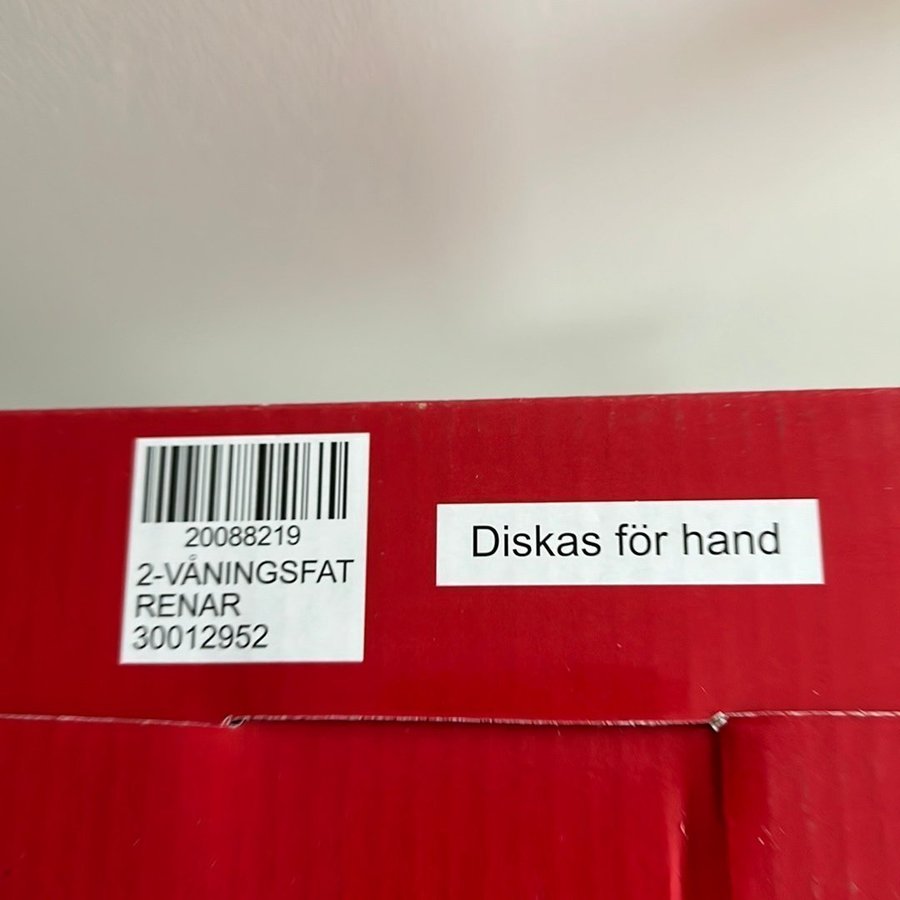 20088219
2-VÅNINGSFAT
RENAR
30012952
Diskas för hand